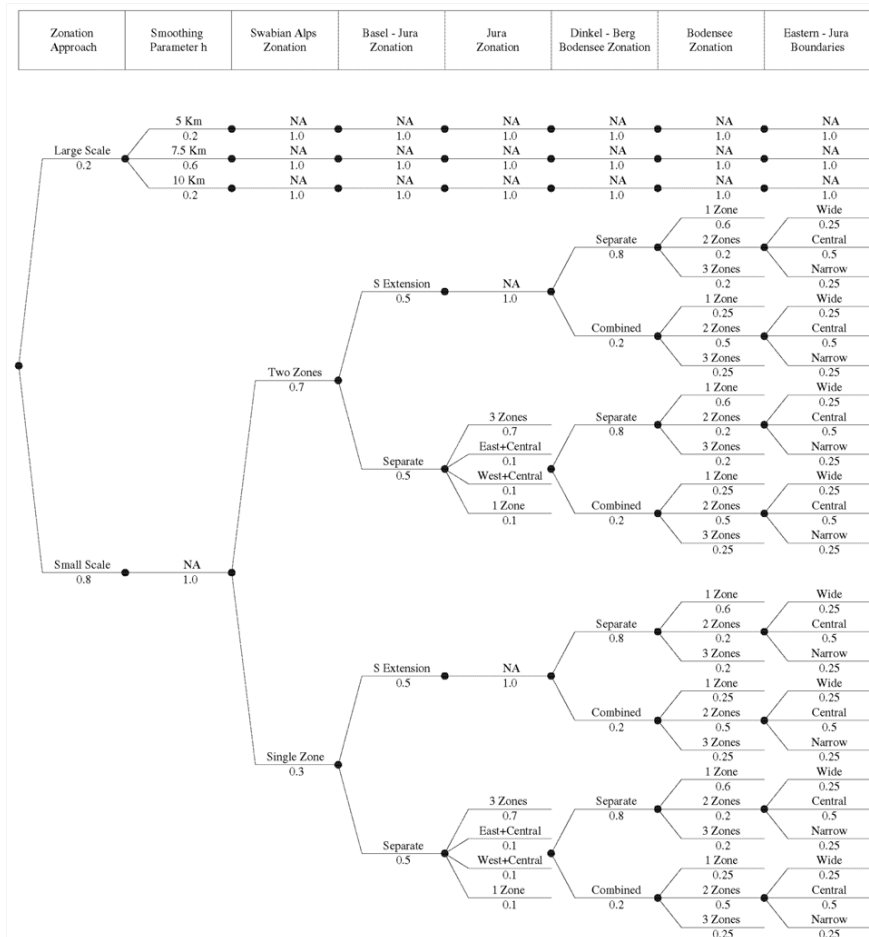 Zonation Approach
Smoothing Parameter h
Swabian Alps Zonation
Basel - Jura Zonation
Jura Zonation
Dinkel - Berg Bodensee Zonation
Bodensee Zonation
Eastern - Jura Boundaries
5 Km NA NA NA NA NA NA
0.2 1.0 1.0 1.0 1.0 1.0 1.0
Large Scale 7.5 Km NA NA NA NA NA NA
0.2 0.6 1.0 1.0 1.0 1.0 1.0 1.0
10 Km NA NA NA NA NA NA
0.2 1.0 1.0 1.0 1.0 1.0 1.0
1 Zone Wide
0.6 0.25
Separate 2 Zones Central
0.8 0.2 0.5
3 Zones Narrow
0.2 0.25
S Extension NA
0.5 1.0
1 Zone Wide
0.25 0.25
Combined 2 Zones Central
0.2 0.5 0.5
3 Zones Narrow
0.25 0.25
Two Zones
0.7
1 Zone Wide
0.6 0.25
3 Zones Separate 2 Zones Central
0.7 0.8 0.2 0.5
East+Central 3 Zones Narrow
0.1 0.2 0.25
Separate West+Central 1 Zone Wide
0.5 0.1 0.25 0.25
1 Zone Combined 2 Zones Central
0.1 0.2 0.5 0.5
3 Zones Narrow
0.25 0.25
Small Scale NA
0.8 1.0
1 Zone Wide
0.6 0.25
Separate 2 Zones Central
0.8 0.2 0.5
3 Zones Narrow
0.2 0.25
S Extension NA
0.5 1.0
1 Zone Wide
0.25 0.25
Combined 2 Zones Central
0.2 0.5 0.5
3 Zones Narrow
0.25 0.25
Single Zone
0.3
1 Zone Wide
0.6 0.25
3 Zones Separate 2 Zones Central
0.7 0.8 0.2 0.5
East+Central 3 Zones Narrow
0.1 0.2 0.25
Separate West+Central 1 Zone Wide
0.5 0.1 0.25 0.25
1 Zone Combined 2 Zones Central
0.1 0.2 0.5 0.5
3 Zones Narrow
0.25 0.25